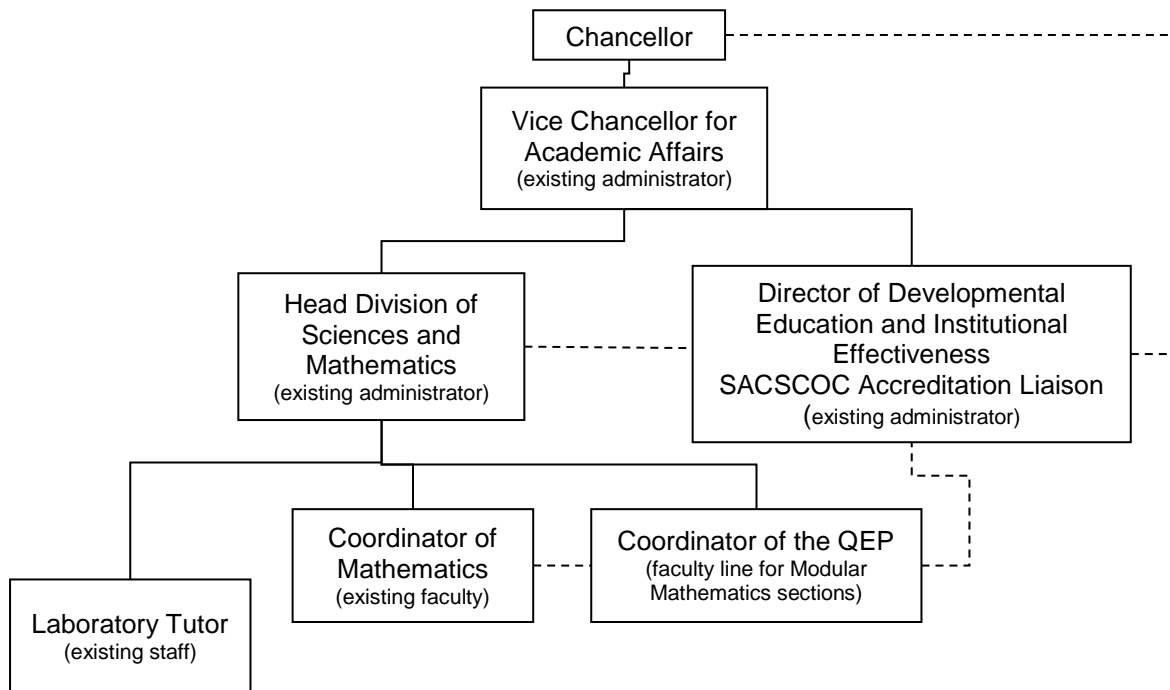 Chancellor
Vice Chancellor for
Academic Affairs
(existing administrator)
Head Division of
Sciences and
Mathematics
(existing administrator)
Director of Developmental
Education and Institutional
Effectiveness
SACSCOC Accreditation Liaison
(existing administrator)
Coordinator of
Mathematics
(existing faculty)
Coordinator of the QEP
(faculty line for Modular
Mathematics sections)
Laboratory Tutor
(existing staff)